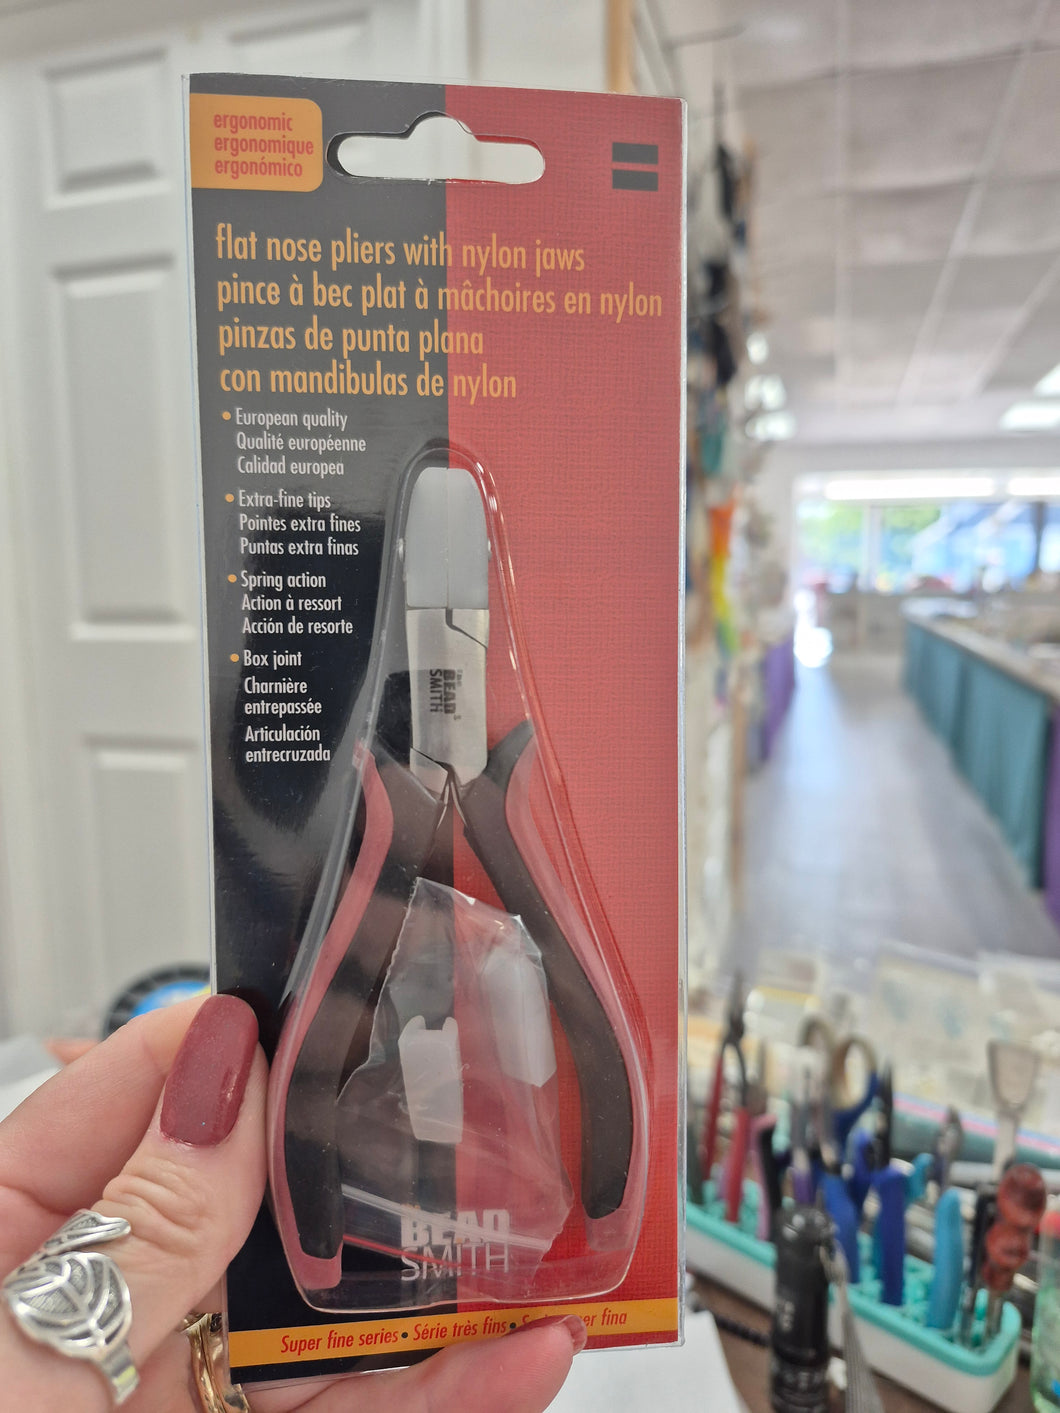 ergonomic
ergonomique
ergonómico
flat nose pliers with nylon jaws
pince à bec plat à mâchoires en nylon
pinzas de punta plana
con mandibulas de nylon
• European quality
Qualité européenne
Calidad europea
• Extra-fine tips
Pointes extra fines
Puntas extra finas
• Spring action
Action à ressort
Acción de resorte
• Box joint
Charnière
entrepassée
Articulación
entrecruzada
THE
BEAD
SMITH
BEAD
SMITH
Super fine series • Série très fins • fina